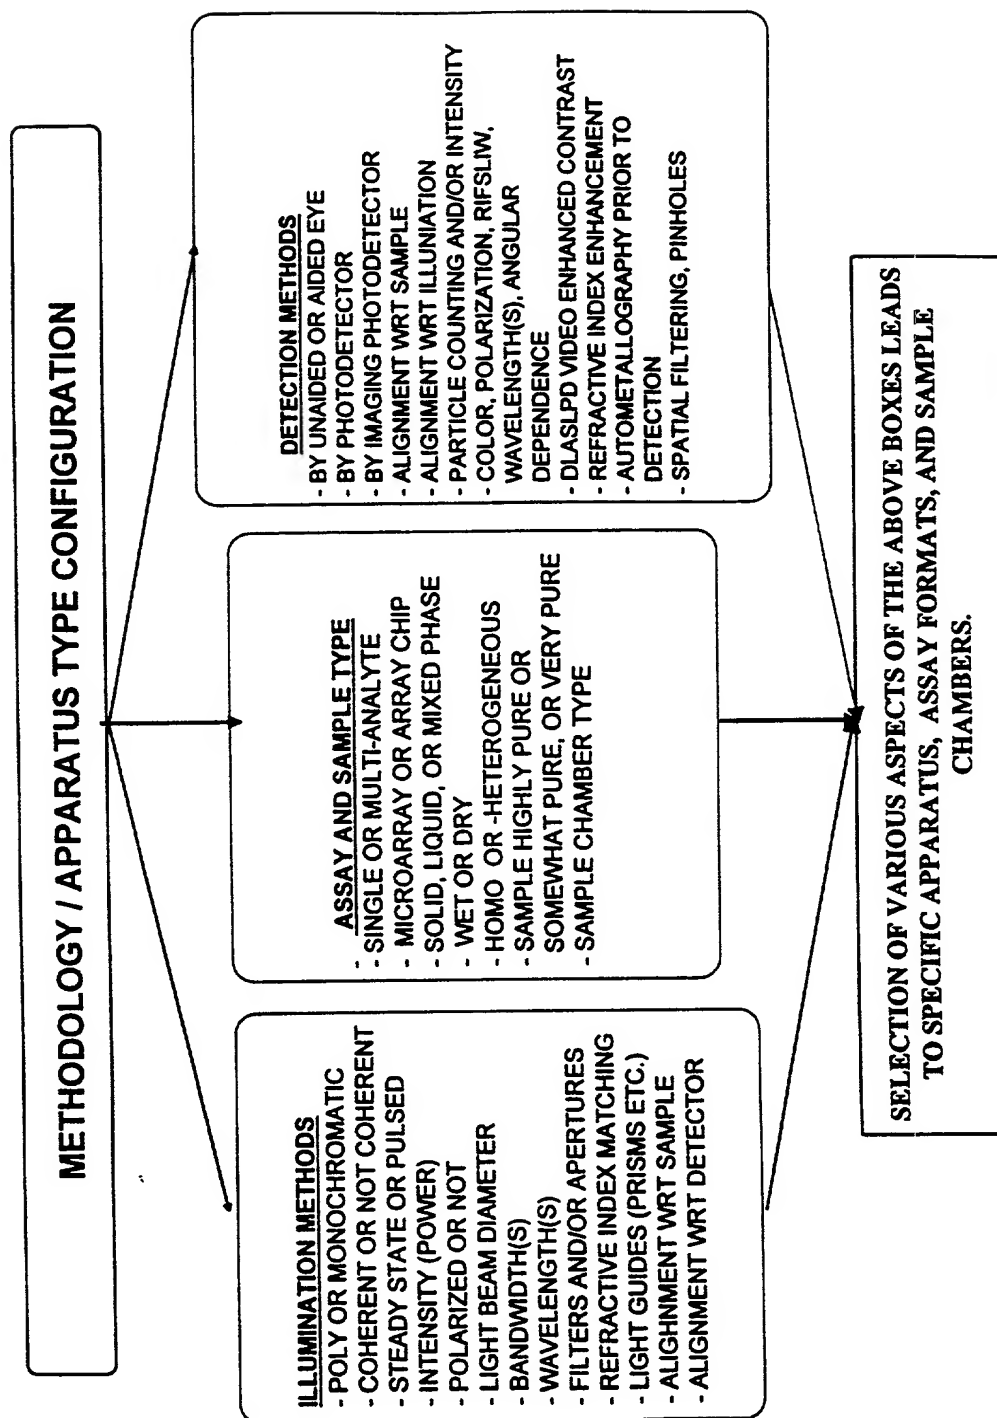 METHODOLOGY / APPARATUS TYPE CONFIGURATION
ILLUMINATION METHODS
- POLY OR MONOCHROMATIC
- COHERENT OR NOT COHERENT
- STEADY STATE OR PULSED
- INTENSITY (POWER)
- POLARIZED OR NOT
- LIGHT BEAM DIAMETER
- BANDWIDTH(S)
- WAVELENGTH(S)
- FILTERS AND/OR APERTURES
- REFRACTIVE INDEX MATCHING
- LIGHT GUIDES (PRISMS ETC.)
- ALIGHNMENT WRT SAMPLE
- ALIGNMENT WRT DETECTOR
ASSAY AND SAMPLE TYPE
- SINGLE OR MULTI-ANALYTE
- MICROARRAY OR ARRAY CHIP
- SOLID, LIQUID, OR MIXED PHASE
- WET OR DRY
- HOMO OR -HETEROGENEOUS
- SAMPLE HIGHLY PURE OR
SOMEWHAT PURE, OR VERY PURE
- SAMPLE CHAMBER TYPE
DETECTION METHODS
- BY UNAIDED OR AIDED EYE
- BY PHOTODETECTOR
- BY IMAGING PHOTODETECTOR
- ALIGNMENT WRT SAMPLE
- ALIGNMENT WRT ILLUNIATION
- PARTICLE COUNTING AND/OR INTENSITY
- COLOR, POLARIZATION, RIFSLIW,
WAVELENGTH(S), ANGULAR
DEPENDENCE
- DLASLPD VIDEO ENHANCED CONTRAST
- REFRACTIVE INDEX ENHANCEMENT
- AUTOMETALLOGRAPHY PRIOR TO
DETECTION
- SPATIAL FILTERING, PINHOLES
SELECTION OF VARIOUS ASPECTS OF THE ABOVE BOXES LEADS
TO SPECIFIC APPARATUS, ASSAY FORMATS, AND SAMPLE
CHAMBERS.